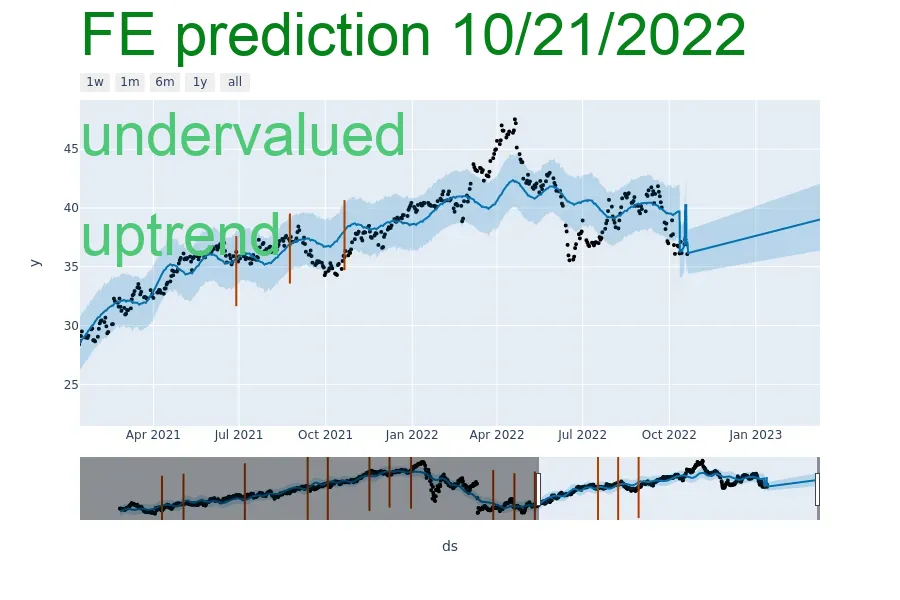 FE prediction 10/21/2022
1w 1m 6m 1y all
undervalued
uptrend
45
40
35
30
25
y
Apr 2021 Jul 2021 Oct 2021 Jan 2022 Apr 2022 Jul 2022 Oct 2022 Jan 2023
ds